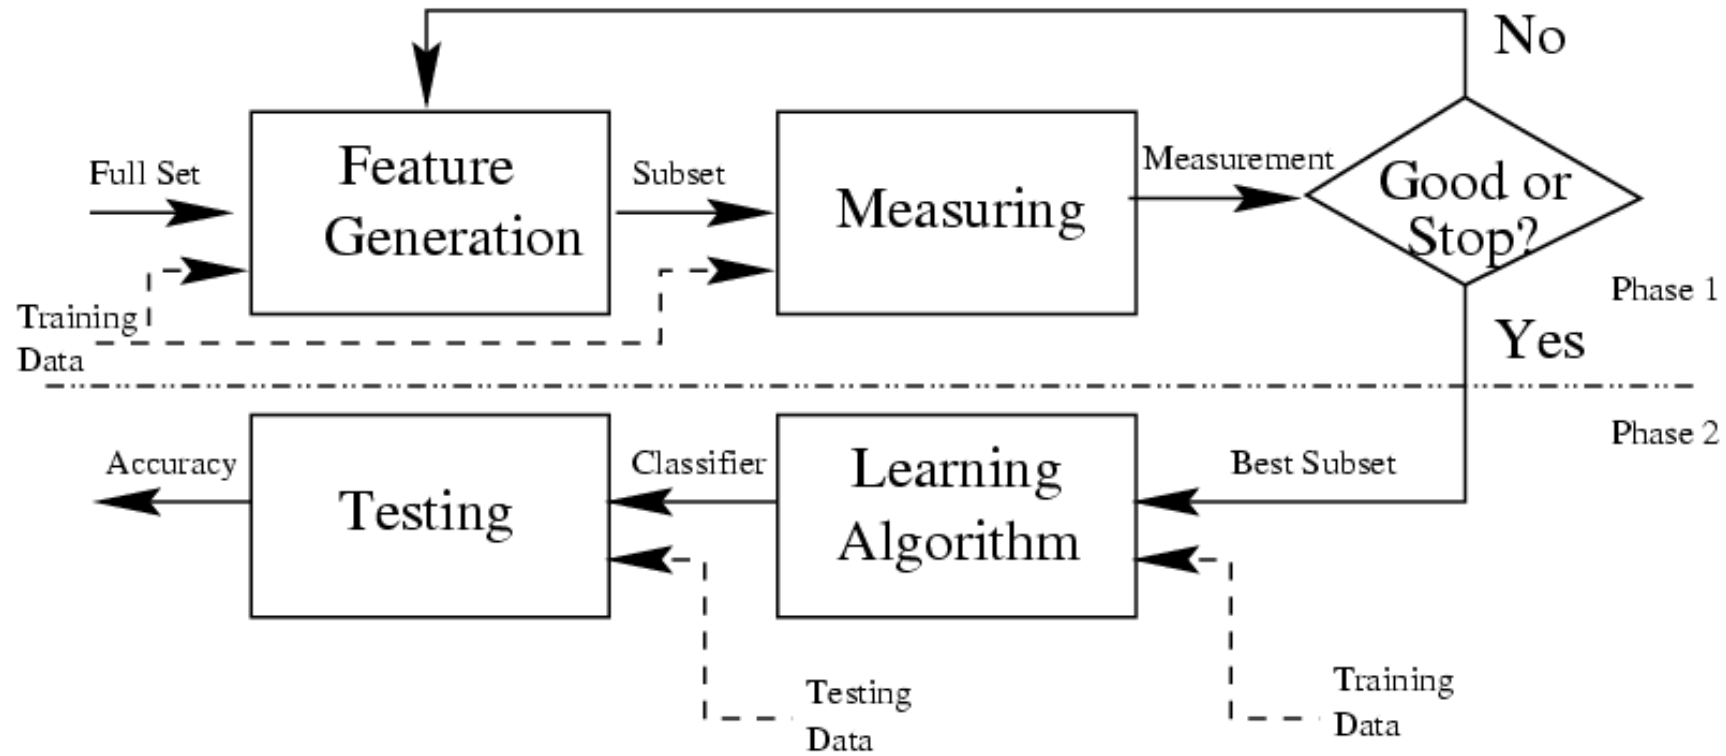 No
Full Set
Feature
Generation
Subset
Measuring
Measurement
Good or
Stop?
Training
Data
Phase 1
Yes
Phase 2
Accuracy
Testing
Classifier
Learning
Algorithm
Best Subset
Testing
Data
Training
Data